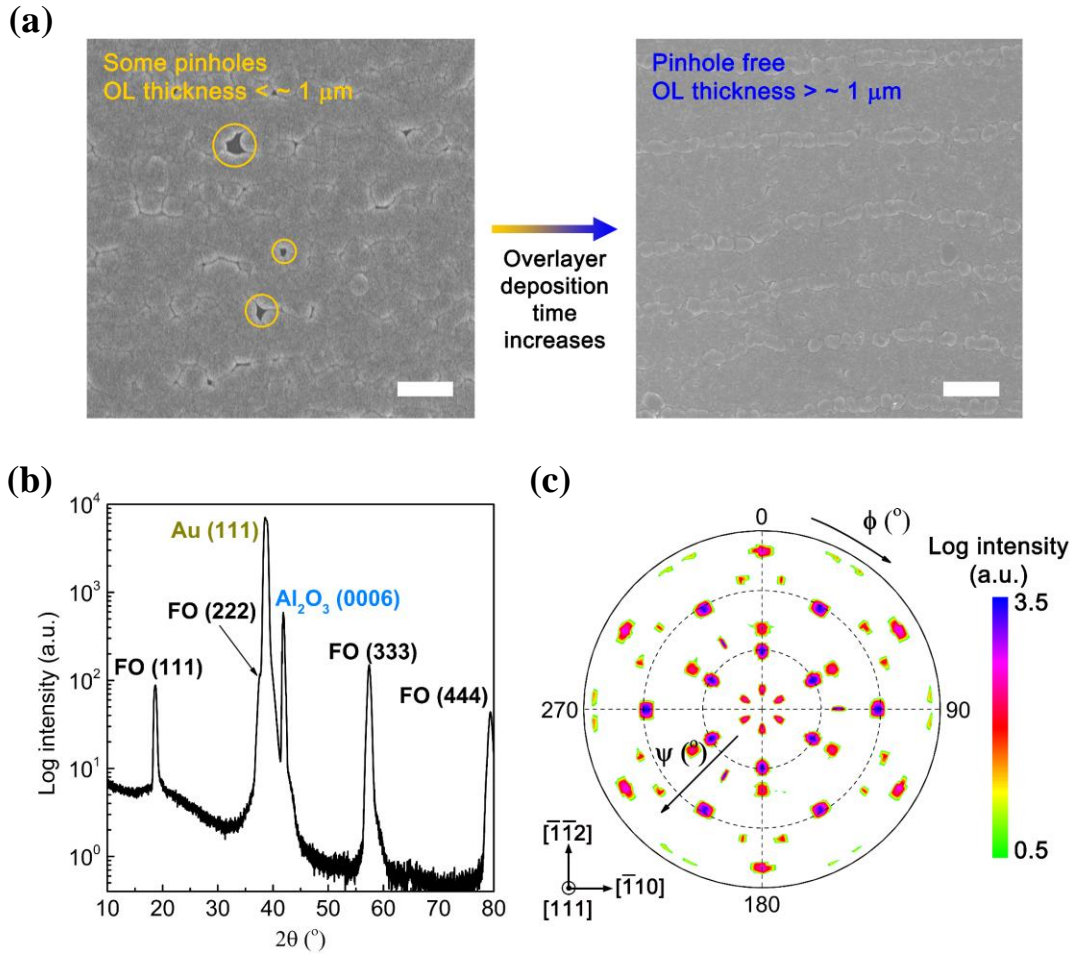 (a)
Some pinholes
OL thickness < ~ 1 μm
Overlayer
deposition
time
increases
Pinhole free
OL thickness > ~ 1 μm
(b)
Log intensity (a.u.)
10⁴
10³
10²
10¹
10⁰
Au (111)
FO (222)
Al₂O₃ (0006)
FO (111)
FO (333)
FO (444)
10 20 30 40 50 60 70 80
2θ (°)
(c)
0
ϕ (°)
270
90
ψ (°)
180
[1̅1̅2]
[1̅10]
[111]
Log intensity
(a.u.)
3.5
0.5